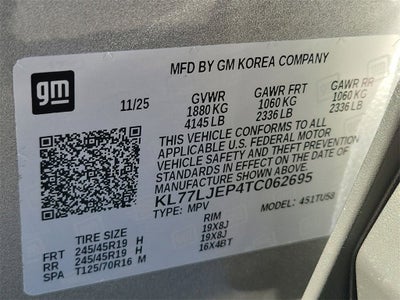 gm
MFD BY GM KOREA COMPANY
11/25
GVWR GAWR FRT GAWR RR
1880 KG 1060 KG 1060 KG
4145 LB 2336 LB 2336 LB
THIS VEHICLE CONFORMS TO ALL
APPLICABLE U.S. FEDERAL MOTOR
VEHICLE SAFETY AND THEFT PREVENTION
STANDARDS IN EFFECT ON THE DATE OF
MANUFACTURE SHOWN ABOVE.
KL77LJEP4TC062695
TYPE: MPV MODEL: 4S1TU58
TIRE SIZE RIM
FRT 245/45R19 H 19X8J
RR 245/45R19 H 19X8J
SPA T125/70R16 M 16X4BT